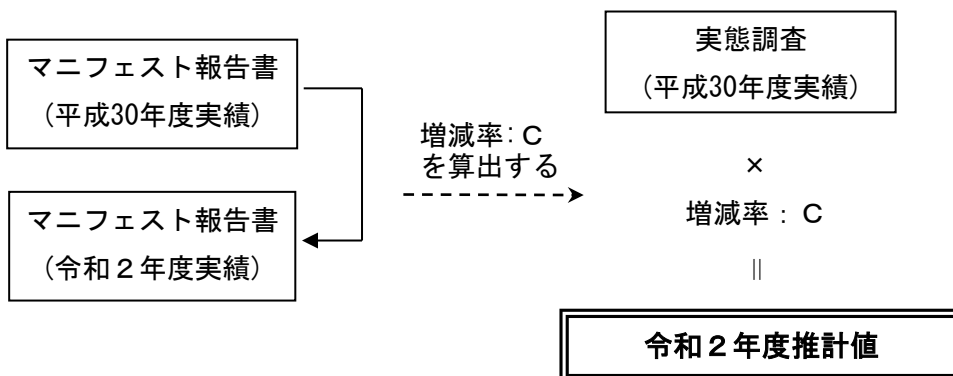 マニフェスト報告書
(平成30年度実績)
マニフェスト報告書
(令和２年度実績)
増減率：Ｃ
を算出する
実態調査
(平成30年度実績)
×
増減率：Ｃ
＝
令和２年度推計値